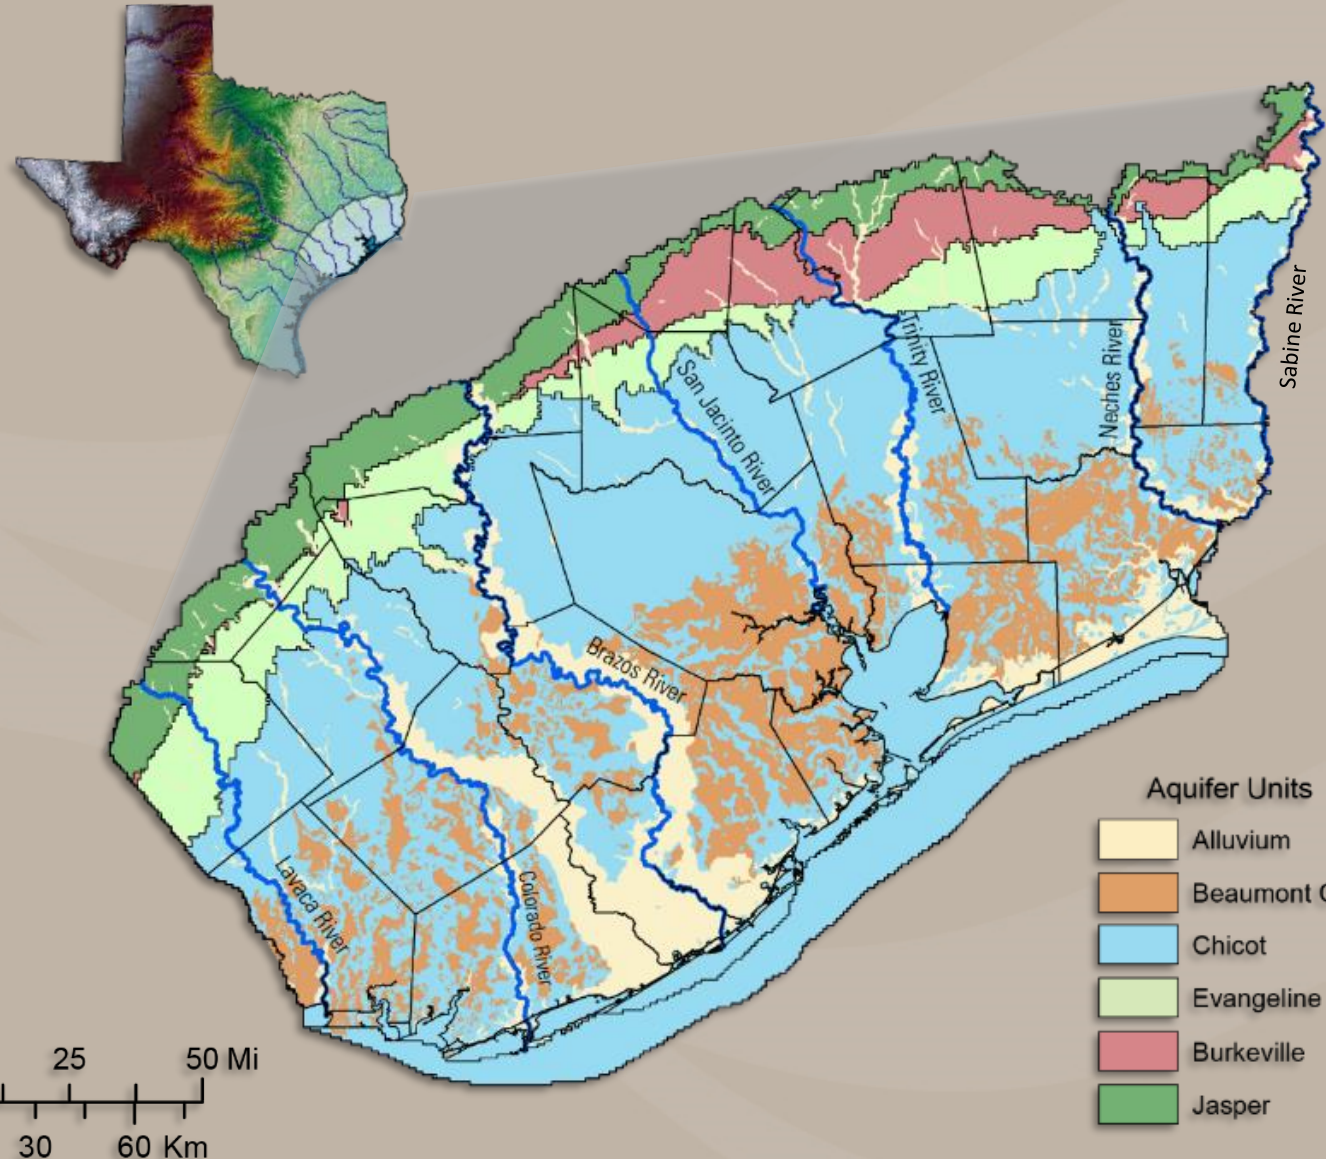 Sabine River
Neches River
Trinity River
San Jacinto River
Brazos River
Colorado River
Lavaca River
Aquifer Units
Alluvium
Beaumont
Chicot
Evangeline
Burkeville
Jasper
25 50 Mi
30 60 Km